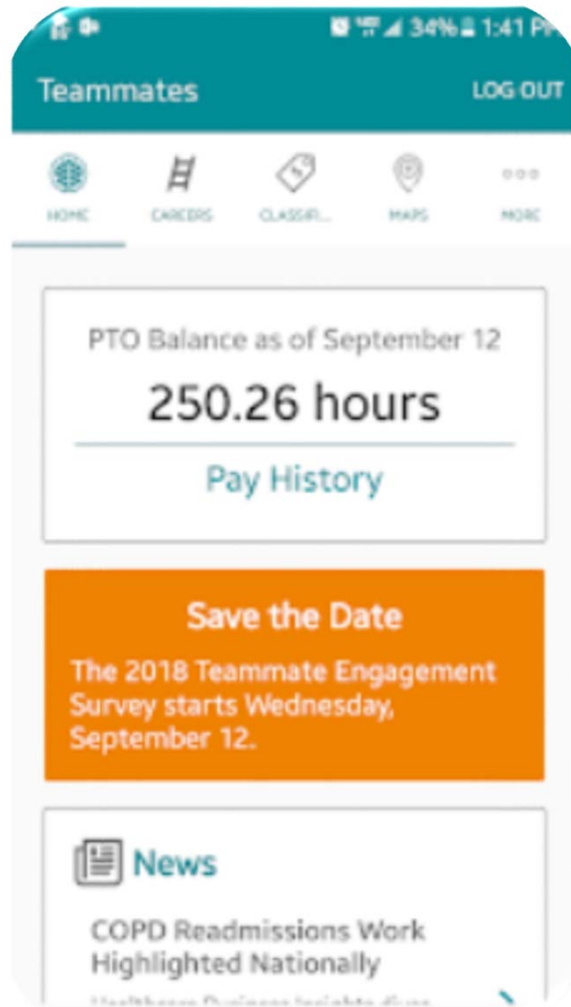 34% 1:41 PM
Teammates LOG OUT
HOME CAREERS CLASSIFI... MAPS MORE
PTO Balance as of September 12
250.26 hours
Pay History
Save the Date
The 2018 Teammate Engagement
Survey starts Wednesday,
September 12.
News
COPD Readmissions Work
Highlighted Nationally